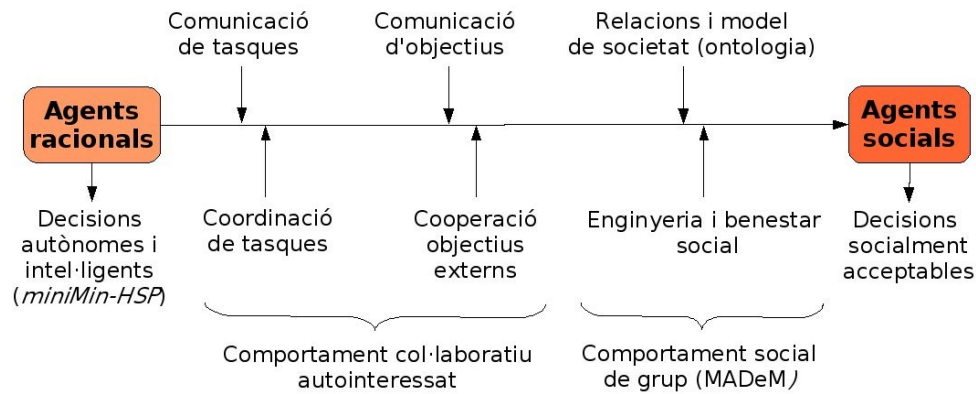 Comunicació
de tasques
Comunicació
d'objectius
Relacions i model
de societat (ontologia)
Agents
racionals
Agents
socials
Decisions
autònomes i
intel·ligents
(miniMin-HSP)
Coordinació
de tasques
Cooperació
objectius
externs
Enginyeria i benestar
social
Decisions
socialment
acceptables
Comportament col·laboratiu
autointeressat
Comportament social
de grup (MADeM)